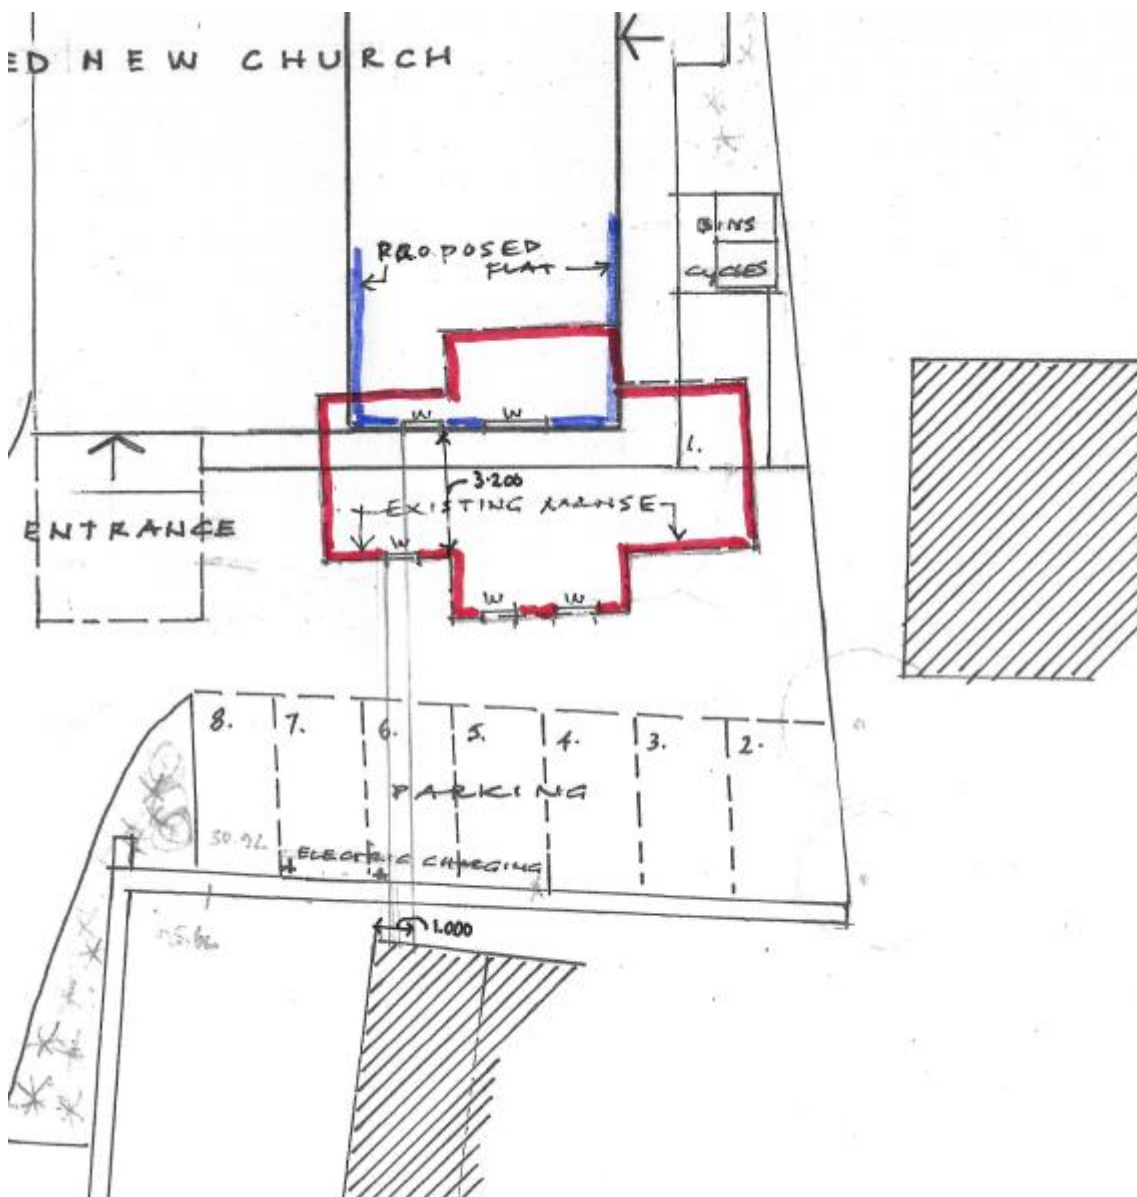 ED NEW CHURCH
PROPOSED
FLAT
BINS
CYCLES
W W
1.
3.200
EXISTING MANSE
ENTRANCE
W
W W
8. 7. 6. 5. 4. 3. 2.
PARKING
30.92
ELECTRIC CHARGING
1.000